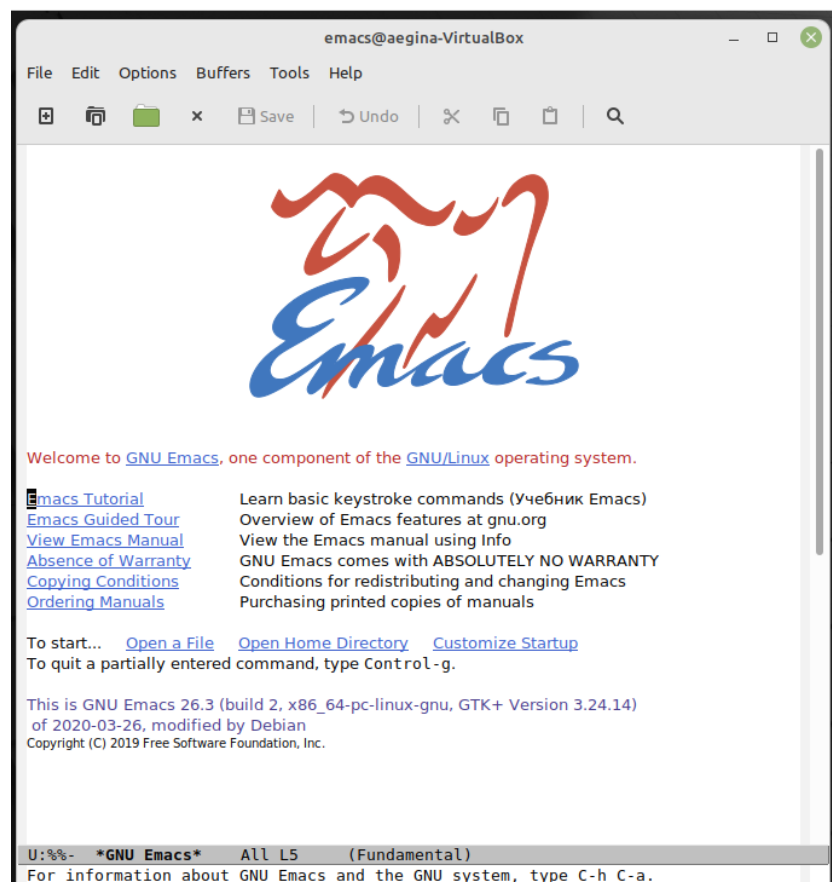 emacs@aegina-VirtualBox
File Edit Options Buffers Tools Help
Save Undo
Emacs
Welcome to GNU Emacs, one component of the GNU/Linux operating system.
Emacs Tutorial Learn basic keystroke commands (Учебник Emacs)
Emacs Guided Tour Overview of Emacs features at gnu.org
View Emacs Manual View the Emacs manual using Info
Absence of Warranty GNU Emacs comes with ABSOLUTELY NO WARRANTY
Copying Conditions Conditions for redistributing and changing Emacs
Ordering Manuals Purchasing printed copies of manuals
To start... Open a File Open Home Directory Customize Startup
To quit a partially entered command, type Control-g.
This is GNU Emacs 26.3 (build 2, x86_64-pc-linux-gnu, GTK+ Version 3.24.14)
of 2020-03-26, modified by Debian
Copyright (C) 2019 Free Software Foundation, Inc.
U:%%- *GNU Emacs* All L5 (Fundamental)
For information about GNU Emacs and the GNU system, type C-h C-a.